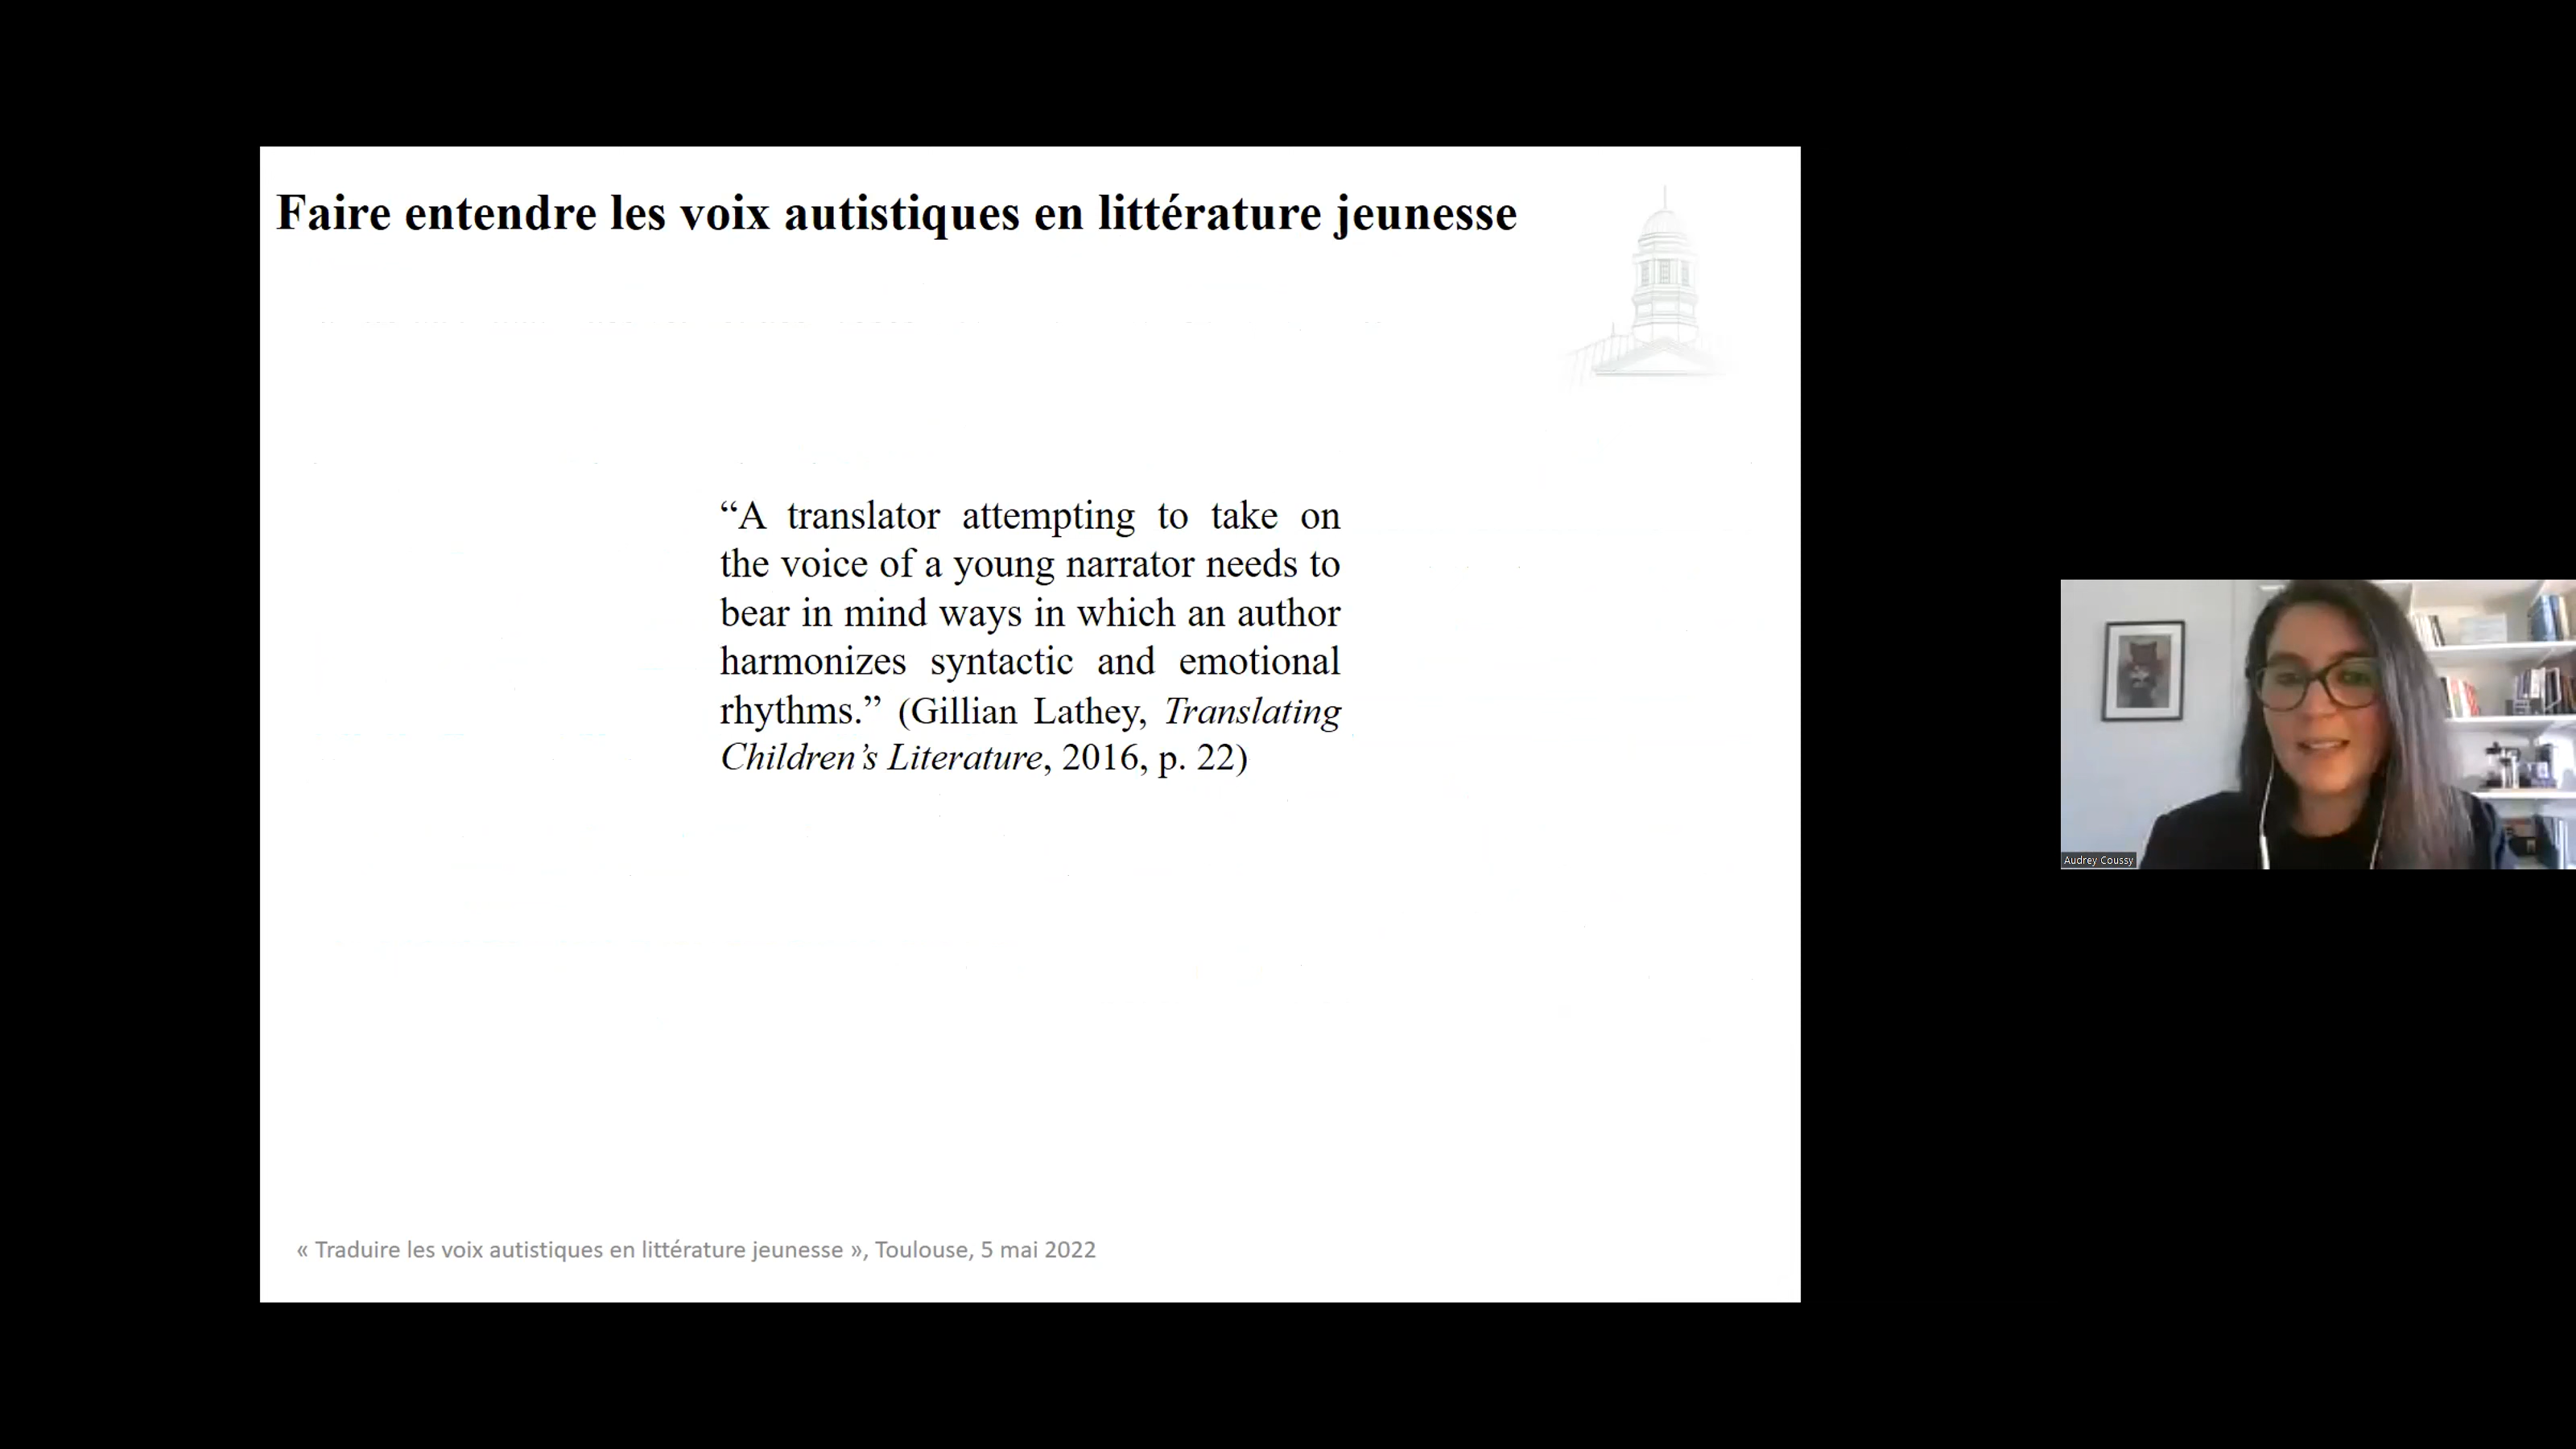 Faire entendre les voix autistiques en littérature jeunesse
“A translator attempting to take on
the voice of a young narrator needs to
bear in mind ways in which an author
harmonizes syntactic and emotional
rhythms.” (Gillian Lathey, Translating
Children’s Literature, 2016, p. 22)
Audrey Coussy
« Traduire les voix autistiques en littérature jeunesse », Toulouse, 5 mai 2022